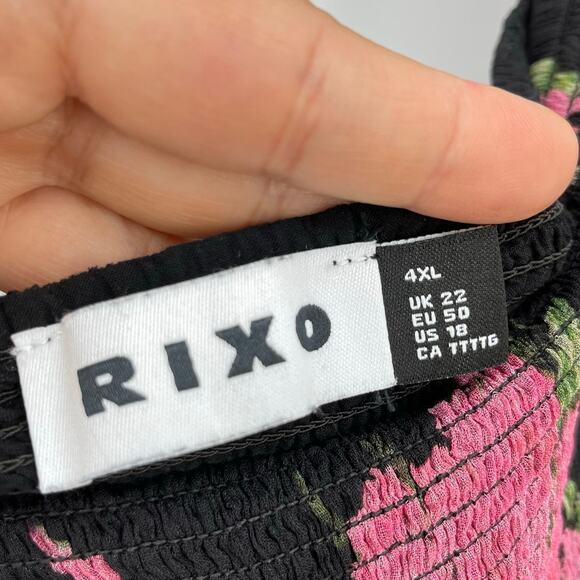 RIXO
4XL
UK 22
EU 50
US 18
CA TTTTG